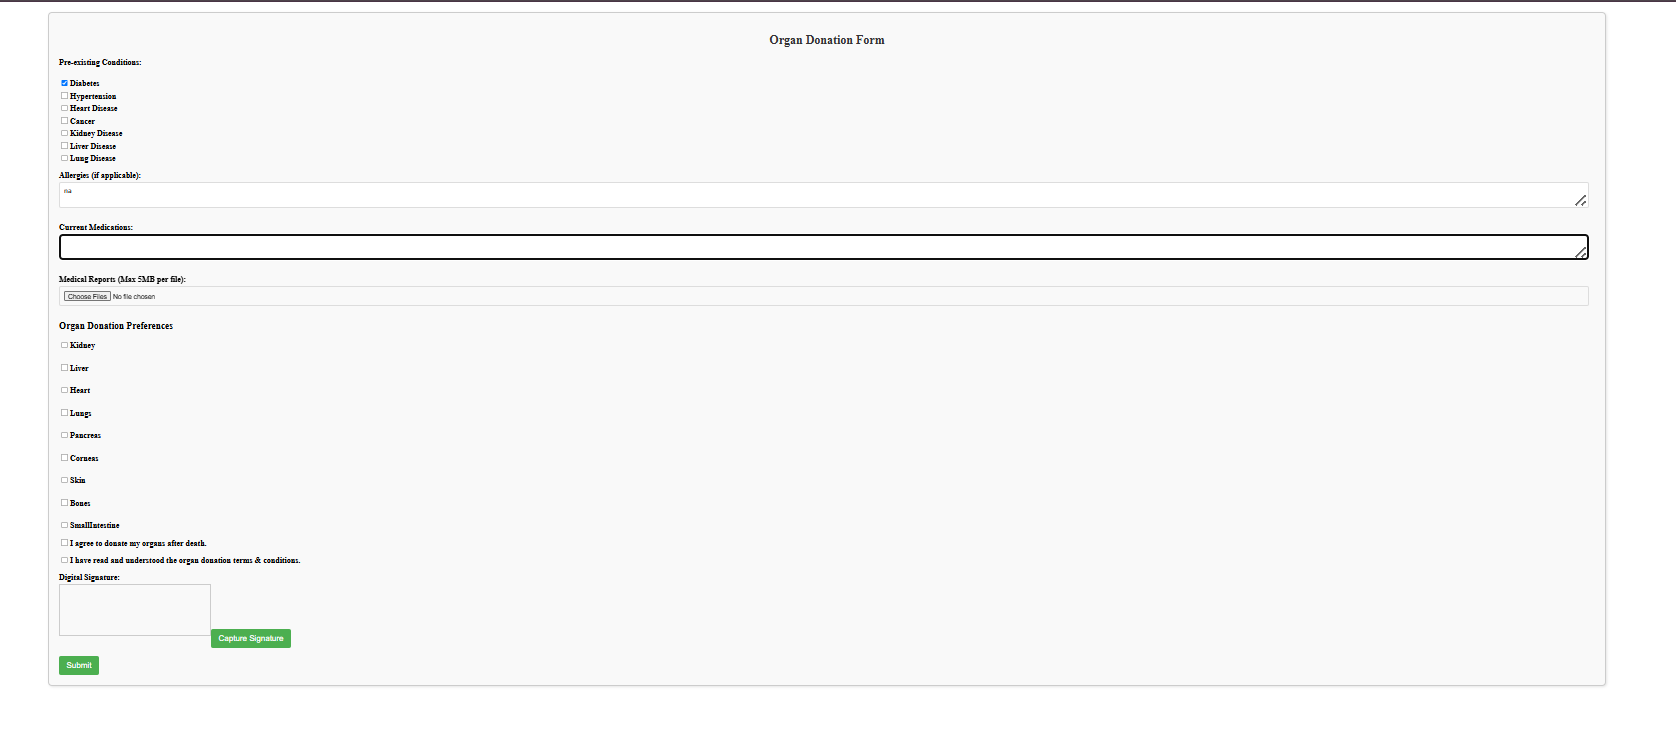 Organ Donation Form
Pre-existing Conditions:
Diabetes
Hypertension
Heart Disease
Cancer
Kidney Disease
Liver Disease
Lung Disease
Allergies (if applicable):
na
Current Medications:
Medical Reports (Max 5MB per file):
Choose Files No file chosen
Organ Donation Preferences
Kidney
Liver
Heart
Lungs
Pancreas
Corneas
Skin
Bones
SmallIntestine
I agree to donate my organs after death.
I have read and understood the organ donation terms & conditions.
Digital Signature:
Capture Signature
Submit